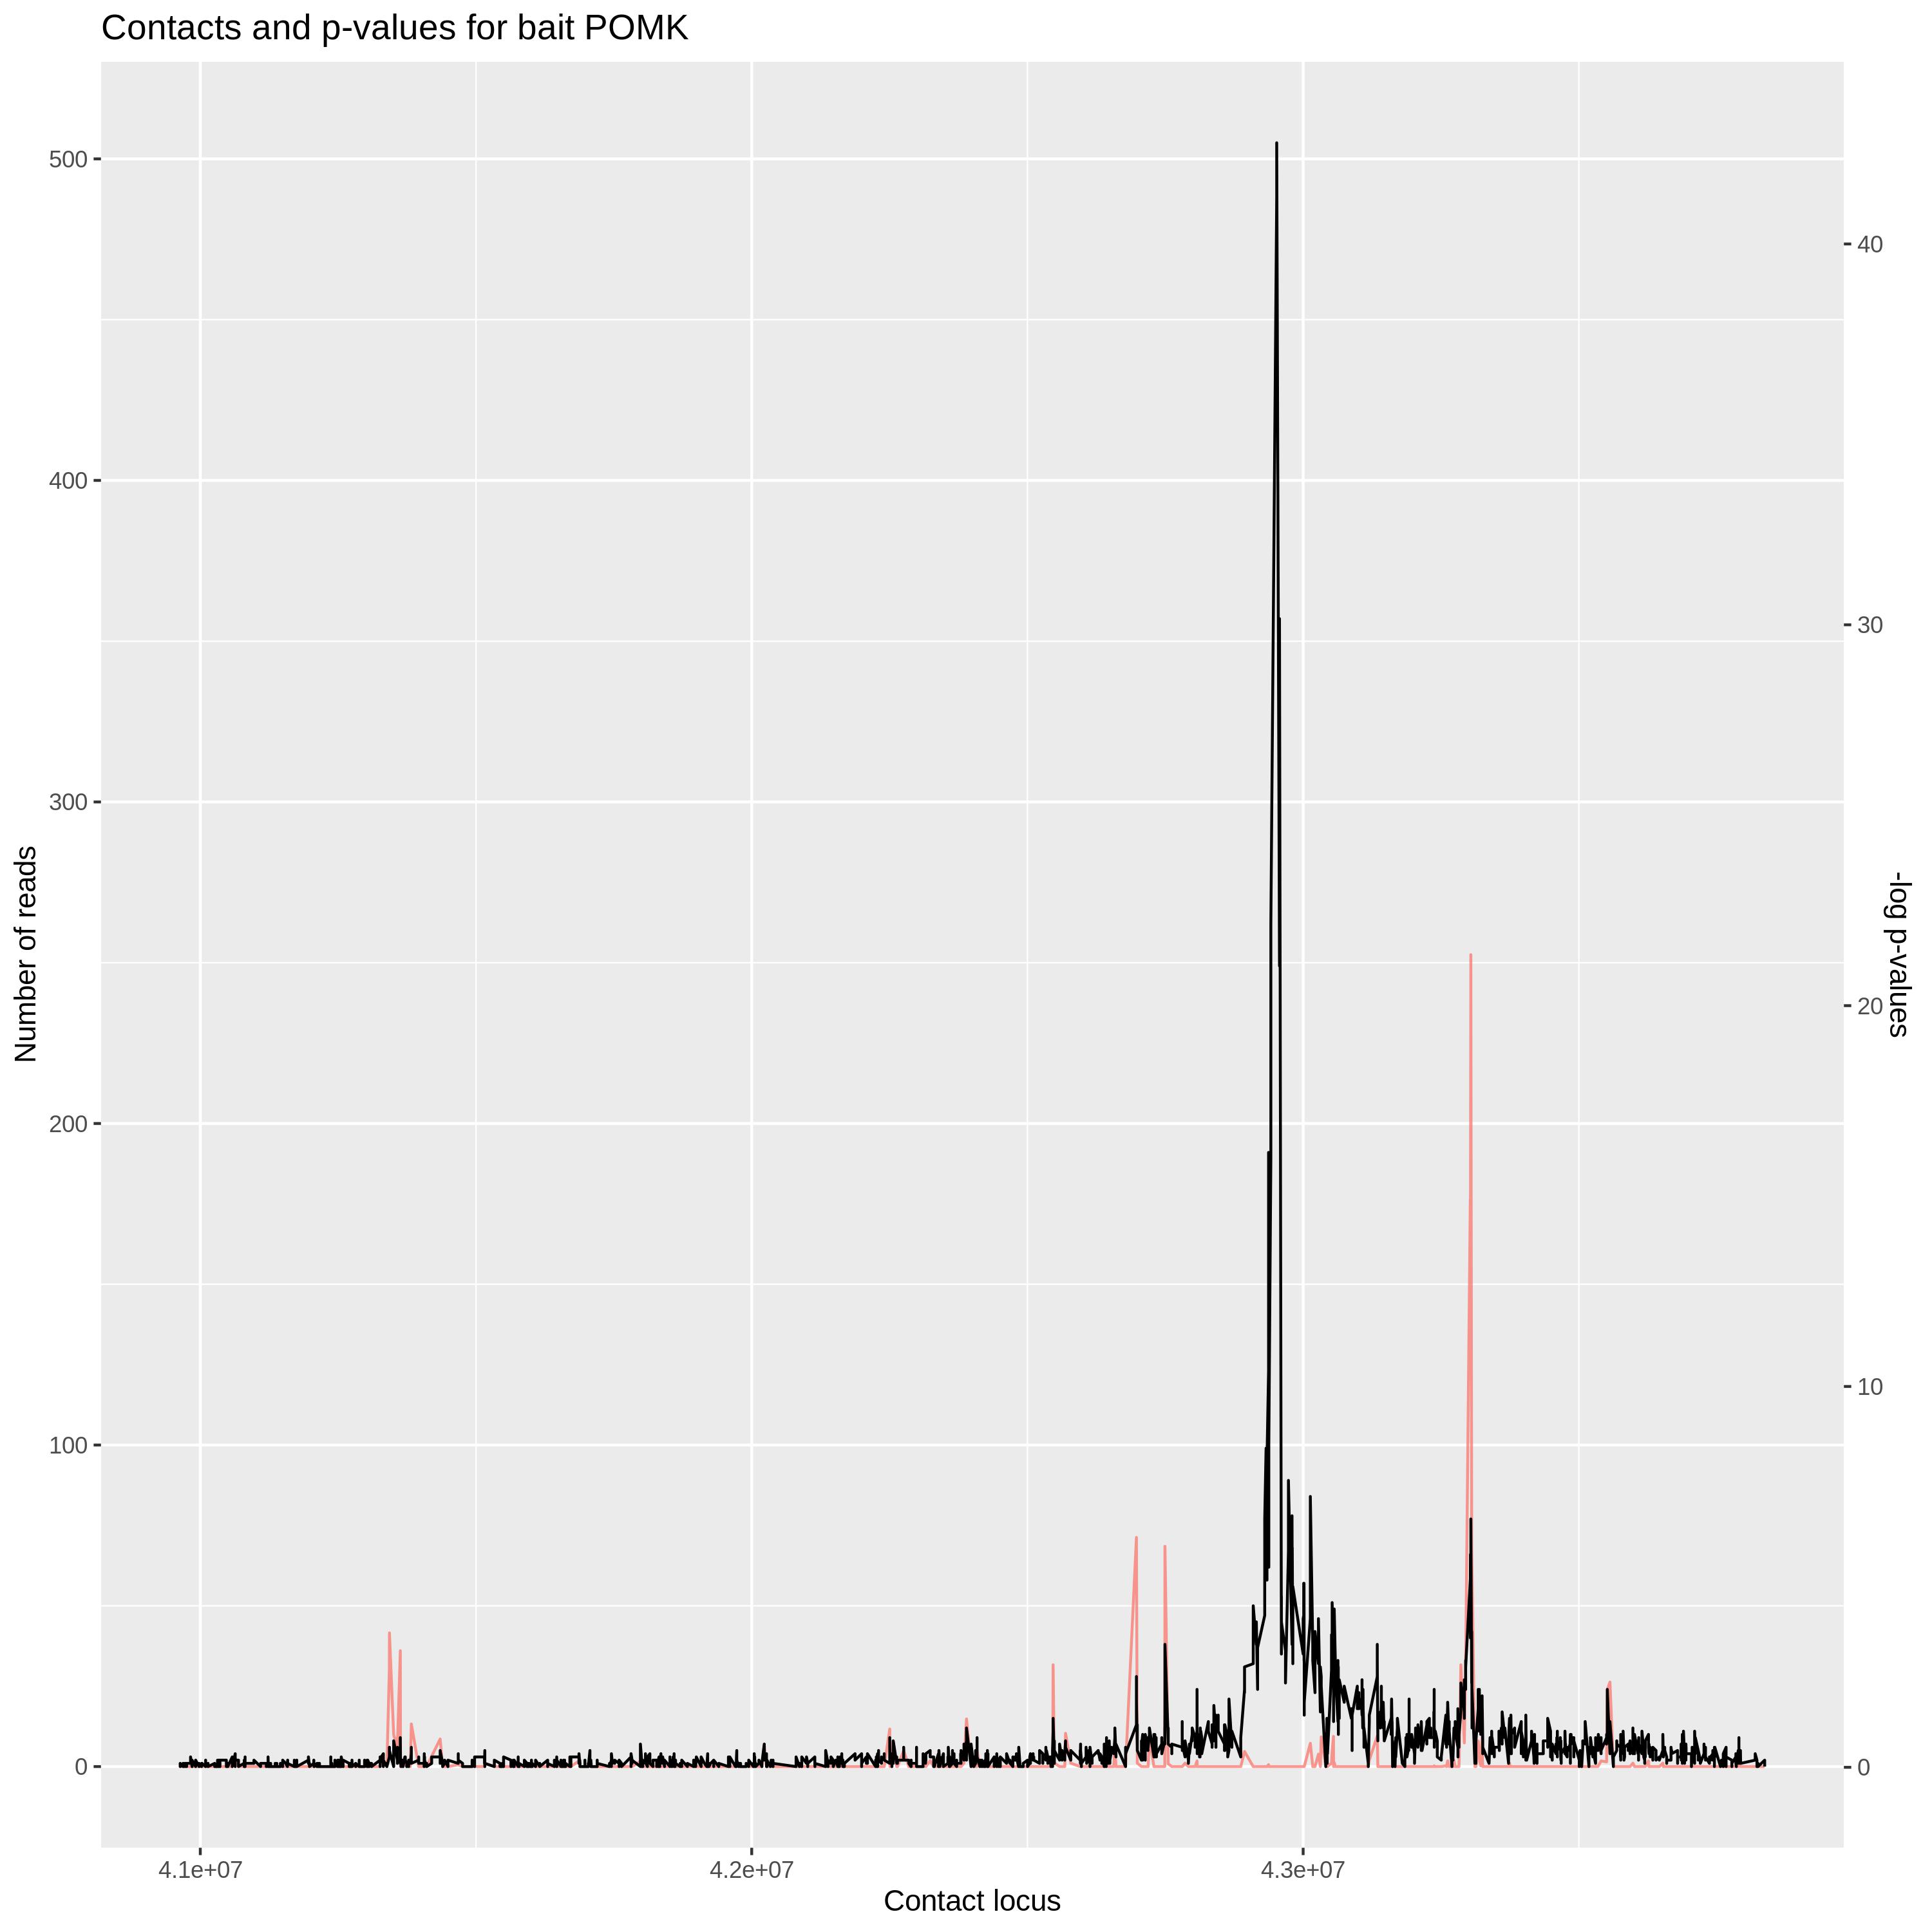 Contacts and p-values for bait POMK
500
400
300
200
100
0
Number of reads
40
30
20
10
0
-log p-values
4.1e+07
4.2e+07
4.3e+07
Contact locus